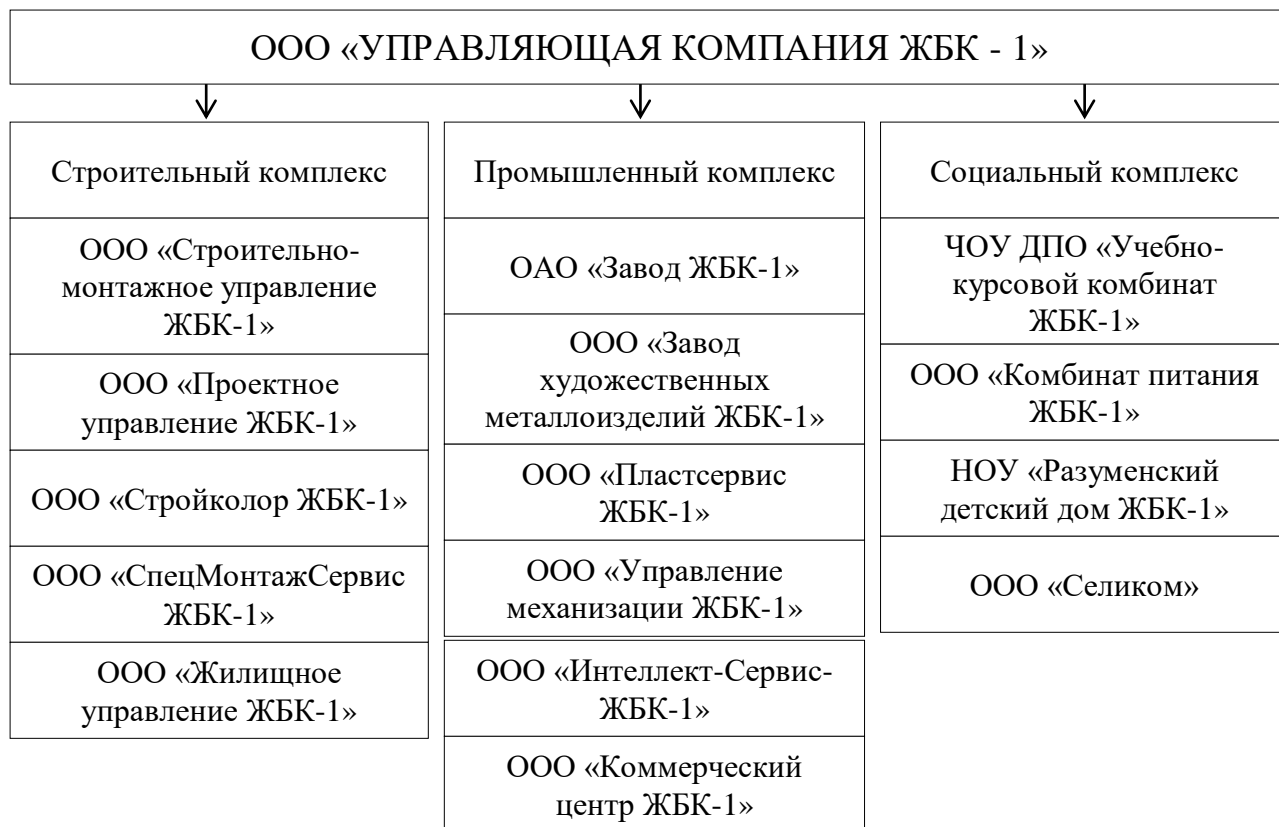 ООО «УПРАВЛЯЮЩАЯ КОМПАНИЯ ЖБК - 1»
Строительный комплекс
ООО «Строительно-
монтажное управление
ЖБК-1»
ООО «Проектное
управление ЖБК-1»
ООО «Стройколор ЖБК-1»
ООО «СпецМонтажСервис
ЖБК-1»
ООО «Жилищное
управление ЖБК-1»
Промышленный комплекс
ОАО «Завод ЖБК-1»
ООО «Завод
художественных
металлоизделий ЖБК-1»
ООО «Пластсервис
ЖБК-1»
ООО «Управление
механизации ЖБК-1»
ООО «Интеллект-Сервис-
ЖБК-1»
ООО «Коммерческий
центр ЖБК-1»
Социальный комплекс
ЧОУ ДПО «Учебно-
курсовой комбинат
ЖБК-1»
ООО «Комбинат питания
ЖБК-1»
НОУ «Разуменский
детский дом ЖБК-1»
ООО «Селиком»